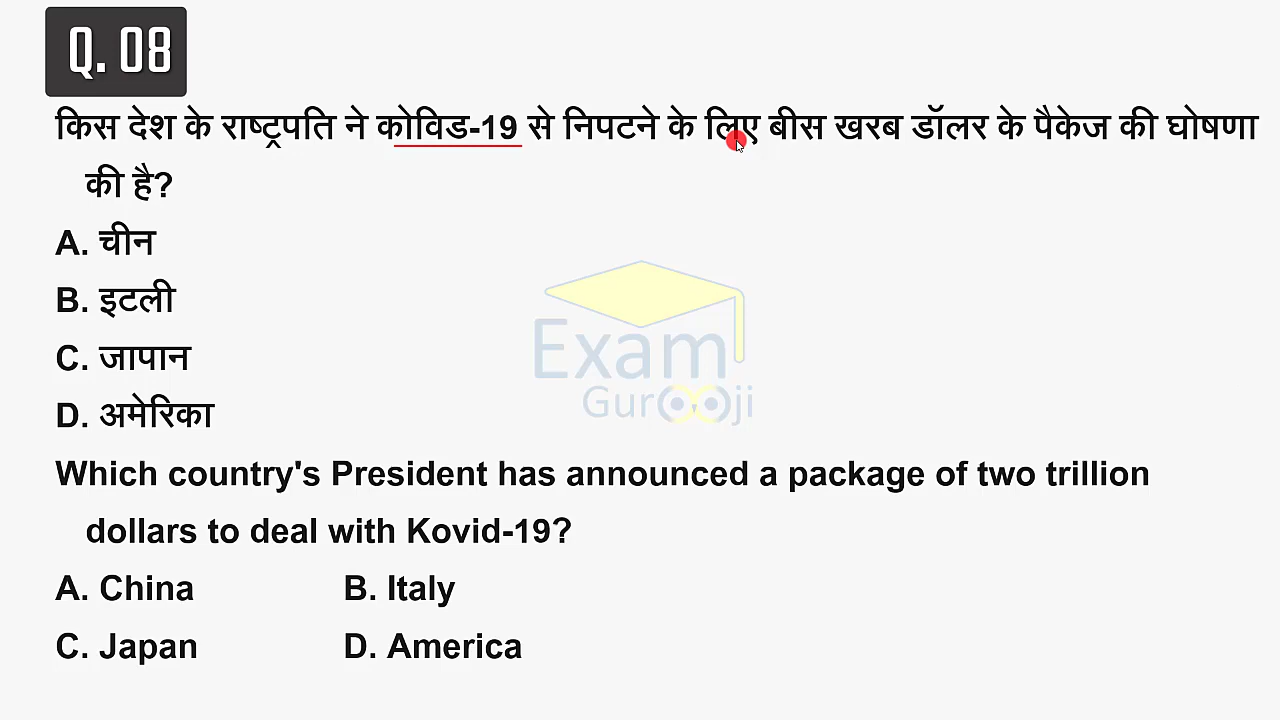 Q. 08
किस देश के राष्ट्रपति ने कोविड-19 से निपटने के लिए बीस खरब डॉलर के पैकेज की घोषणा
की है?
A. चीन
B. इटली
C. जापान
D. अमेरिका
Exam
Gurooji
Which country's President has announced a package of two trillion
dollars to deal with Kovid-19?
A. China B. Italy
C. Japan D. America